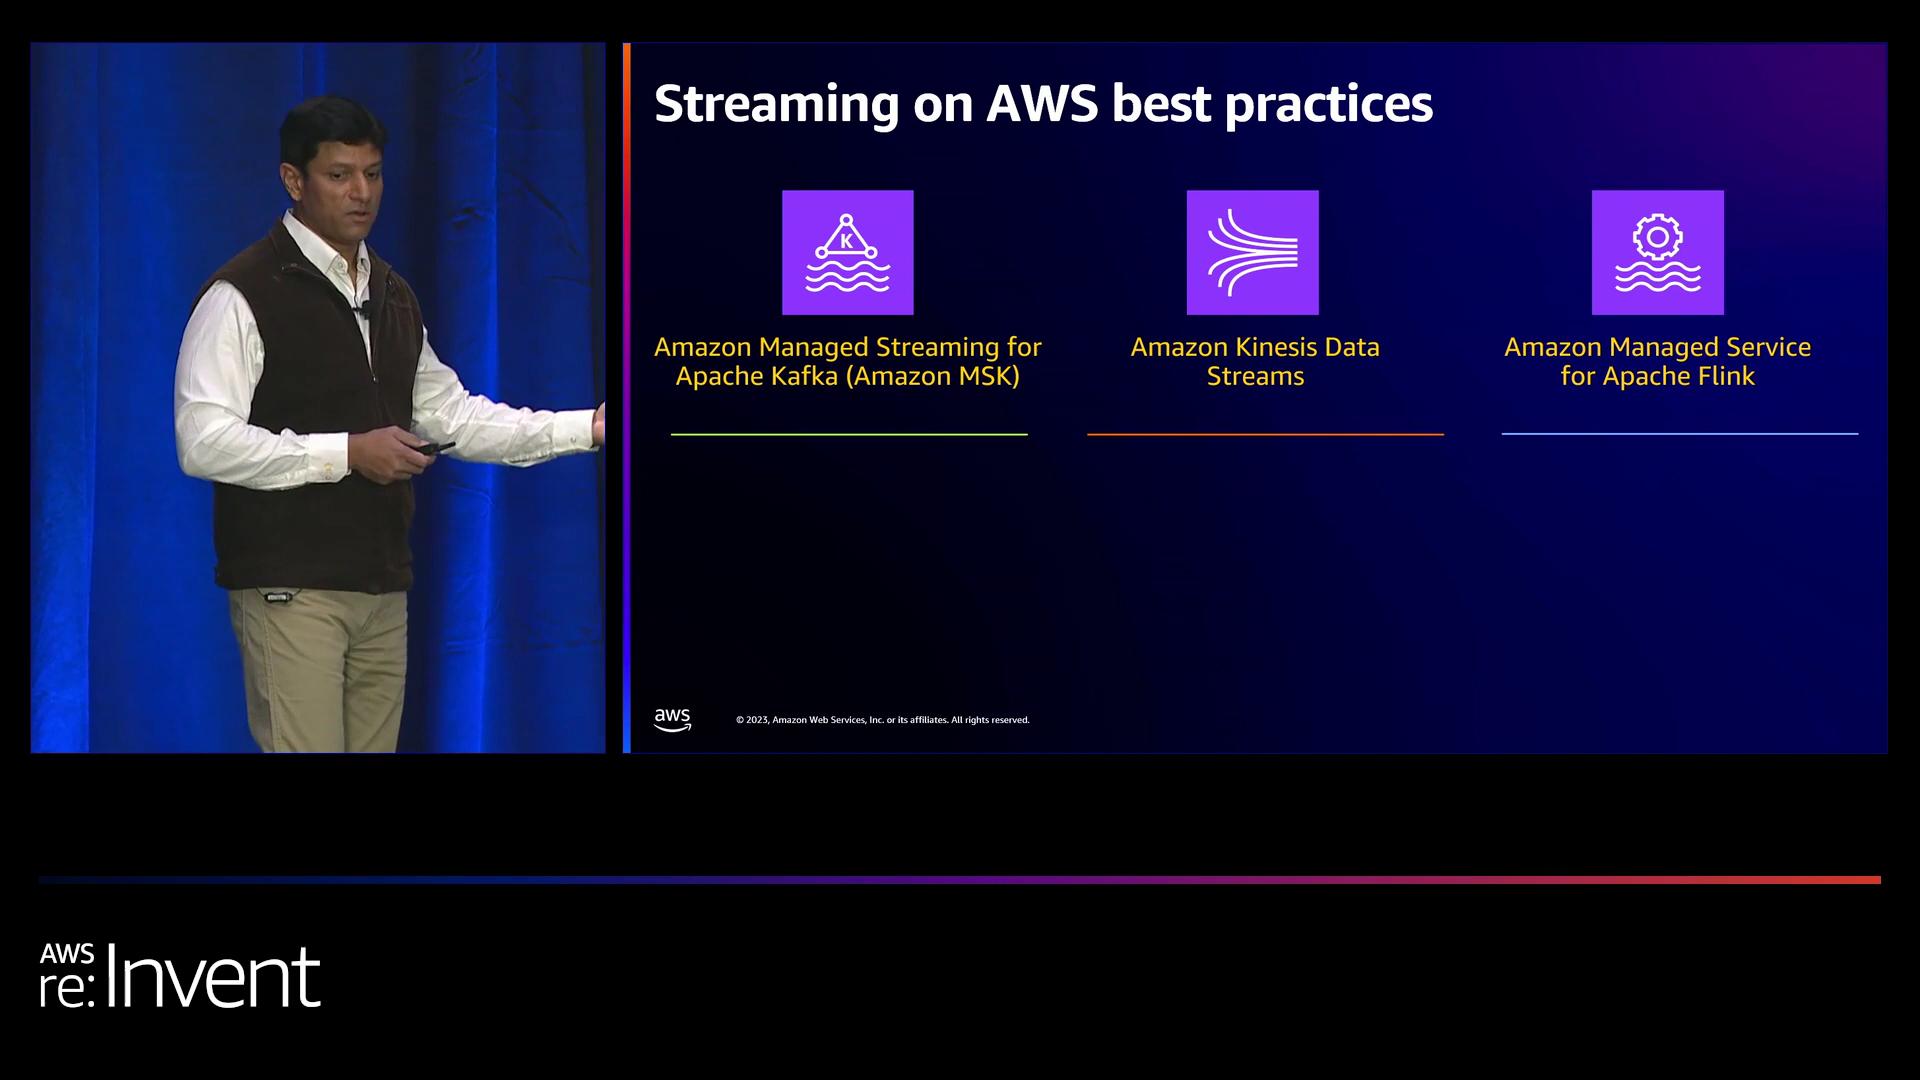 Streaming on AWS best practices
K
Amazon Managed Streaming for
Apache Kafka (Amazon MSK)
Amazon Kinesis Data
Streams
Amazon Managed Service
for Apache Flink
aws
© 2023, Amazon Web Services, Inc. or its affiliates. All rights reserved.
AWS
re:Invent